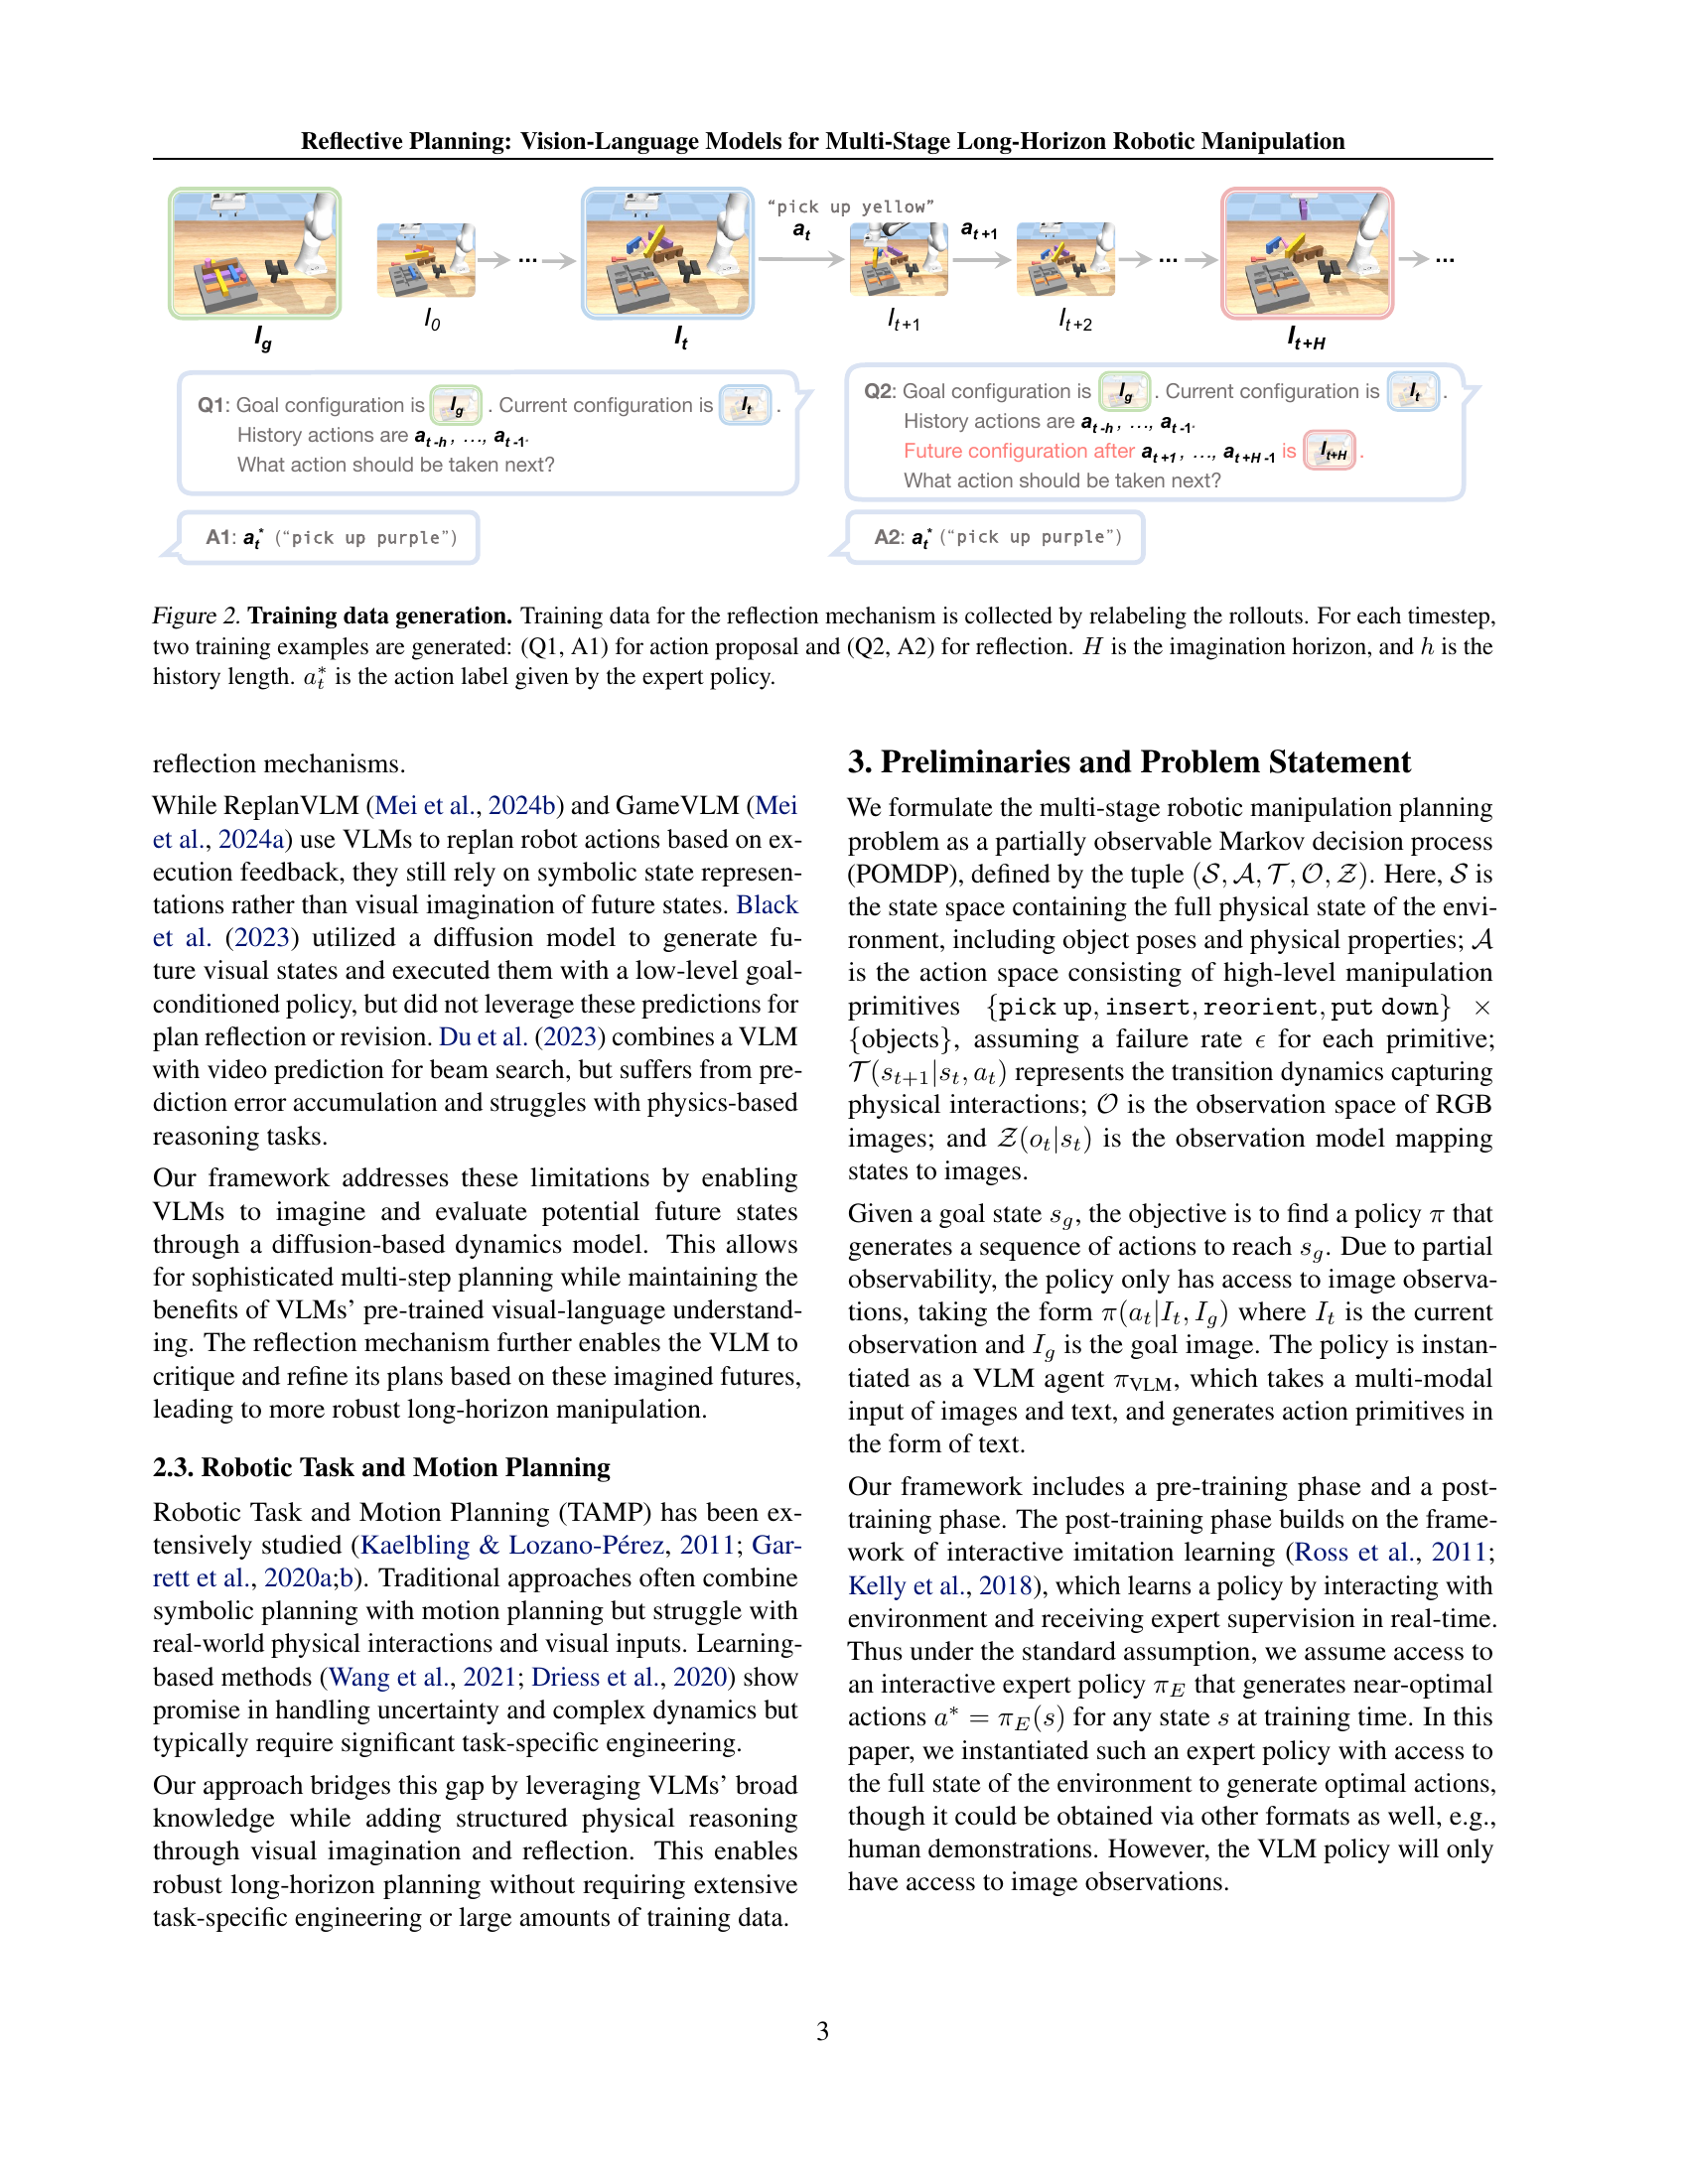 Reflective Planning: Vision-Language Models for Multi-Stage Long-Horizon Robotic Manipulation
"pick up yellow"
a_t
a_{t+1}
...
...
...
I_g
I_0
I_t
I_{t+1}
I_{t+2}
I_{t+H}
Q1: Goal configuration is I_g . Current configuration is I_t .
History actions are a_{t-h} , ..., a_{t-1}.
What action should be taken next?
A1: a_t^* ("pick up purple")
Q2: Goal configuration is I_g . Current configuration is I_t .
History actions are a_{t-h} , ..., a_{t-1}.
Future configuration after a_{t+1} , ..., a_{t+H-1} is I_{t+H} .
What action should be taken next?
A2: a_t^* ("pick up purple")
Figure 2. Training data generation. Training data for the reflection mechanism is collected by relabeling the rollouts. For each timestep,
two training examples are generated: (Q1, A1) for action proposal and (Q2, A2) for reflection. H is the imagination horizon, and h is the
history length. a_t^* is the action label given by the expert policy.
reflection mechanisms.
While ReplanVLM (Mei et al., 2024b) and GameVLM (Mei
et al., 2024a) use VLMs to replan robot actions based on ex-
ecution feedback, they still rely on symbolic state represen-
tations rather than visual imagination of future states. Black
et al. (2023) utilized a diffusion model to generate fu-
ture visual states and executed them with a low-level goal-
conditioned policy, but did not leverage these predictions for
plan reflection or revision. Du et al. (2023) combines a VLM
with video prediction for beam search, but suffers from pre-
diction error accumulation and struggles with physics-based
reasoning tasks.
Our framework addresses these limitations by enabling
VLMs to imagine and evaluate potential future states
through a diffusion-based dynamics model. This allows
for sophisticated multi-step planning while maintaining the
benefits of VLMs' pre-trained visual-language understand-
ing. The reflection mechanism further enables the VLM to
critique and refine its plans based on these imagined futures,
leading to more robust long-horizon manipulation.
2.3. Robotic Task and Motion Planning
Robotic Task and Motion Planning (TAMP) has been ex-
tensively studied (Kaelbling & Lozano-Pérez, 2011; Gar-
rett et al., 2020a;b). Traditional approaches often combine
symbolic planning with motion planning but struggle with
real-world physical interactions and visual inputs. Learning-
based methods (Wang et al., 2021; Driess et al., 2020) show
promise in handling uncertainty and complex dynamics but
typically require significant task-specific engineering.
Our approach bridges this gap by leveraging VLMs' broad
knowledge while adding structured physical reasoning
through visual imagination and reflection. This enables
robust long-horizon planning without requiring extensive
task-specific engineering or large amounts of training data.
3. Preliminaries and Problem Statement
We formulate the multi-stage robotic manipulation planning
problem as a partially observable Markov decision process
(POMDP), defined by the tuple (S, A, T, O, Z). Here, S is
the state space containing the full physical state of the envi-
ronment, including object poses and physical properties; A
is the action space consisting of high-level manipulation
primitives {pick up, insert, reorient, put down} ×
{objects}, assuming a failure rate ϵ for each primitive;
T(s_{t+1}|s_t, a_t) represents the transition dynamics capturing
physical interactions; O is the observation space of RGB
images; and Z(o_t|s_t) is the observation model mapping
states to images.
Given a goal state s_g, the objective is to find a policy π that
generates a sequence of actions to reach s_g. Due to partial
observability, the policy only has access to image observa-
tions, taking the form π(a_t|I_t, I_g) where I_t is the current
observation and I_g is the goal image. The policy is instan-
tiated as a VLM agent π_VLM, which takes a multi-modal
input of images and text, and generates action primitives in
the form of text.
Our framework includes a pre-training phase and a post-
training phase. The post-training phase builds on the frame-
work of interactive imitation learning (Ross et al., 2011;
Kelly et al., 2018), which learns a policy by interacting with
environment and receiving expert supervision in real-time.
Thus under the standard assumption, we assume access to
an interactive expert policy π_E that generates near-optimal
actions a* = π_E(s) for any state s at training time. In this
paper, we instantiated such an expert policy with access to
the full state of the environment to generate optimal actions,
though it could be obtained via other formats as well, e.g.,
human demonstrations. However, the VLM policy will only
have access to image observations.
3